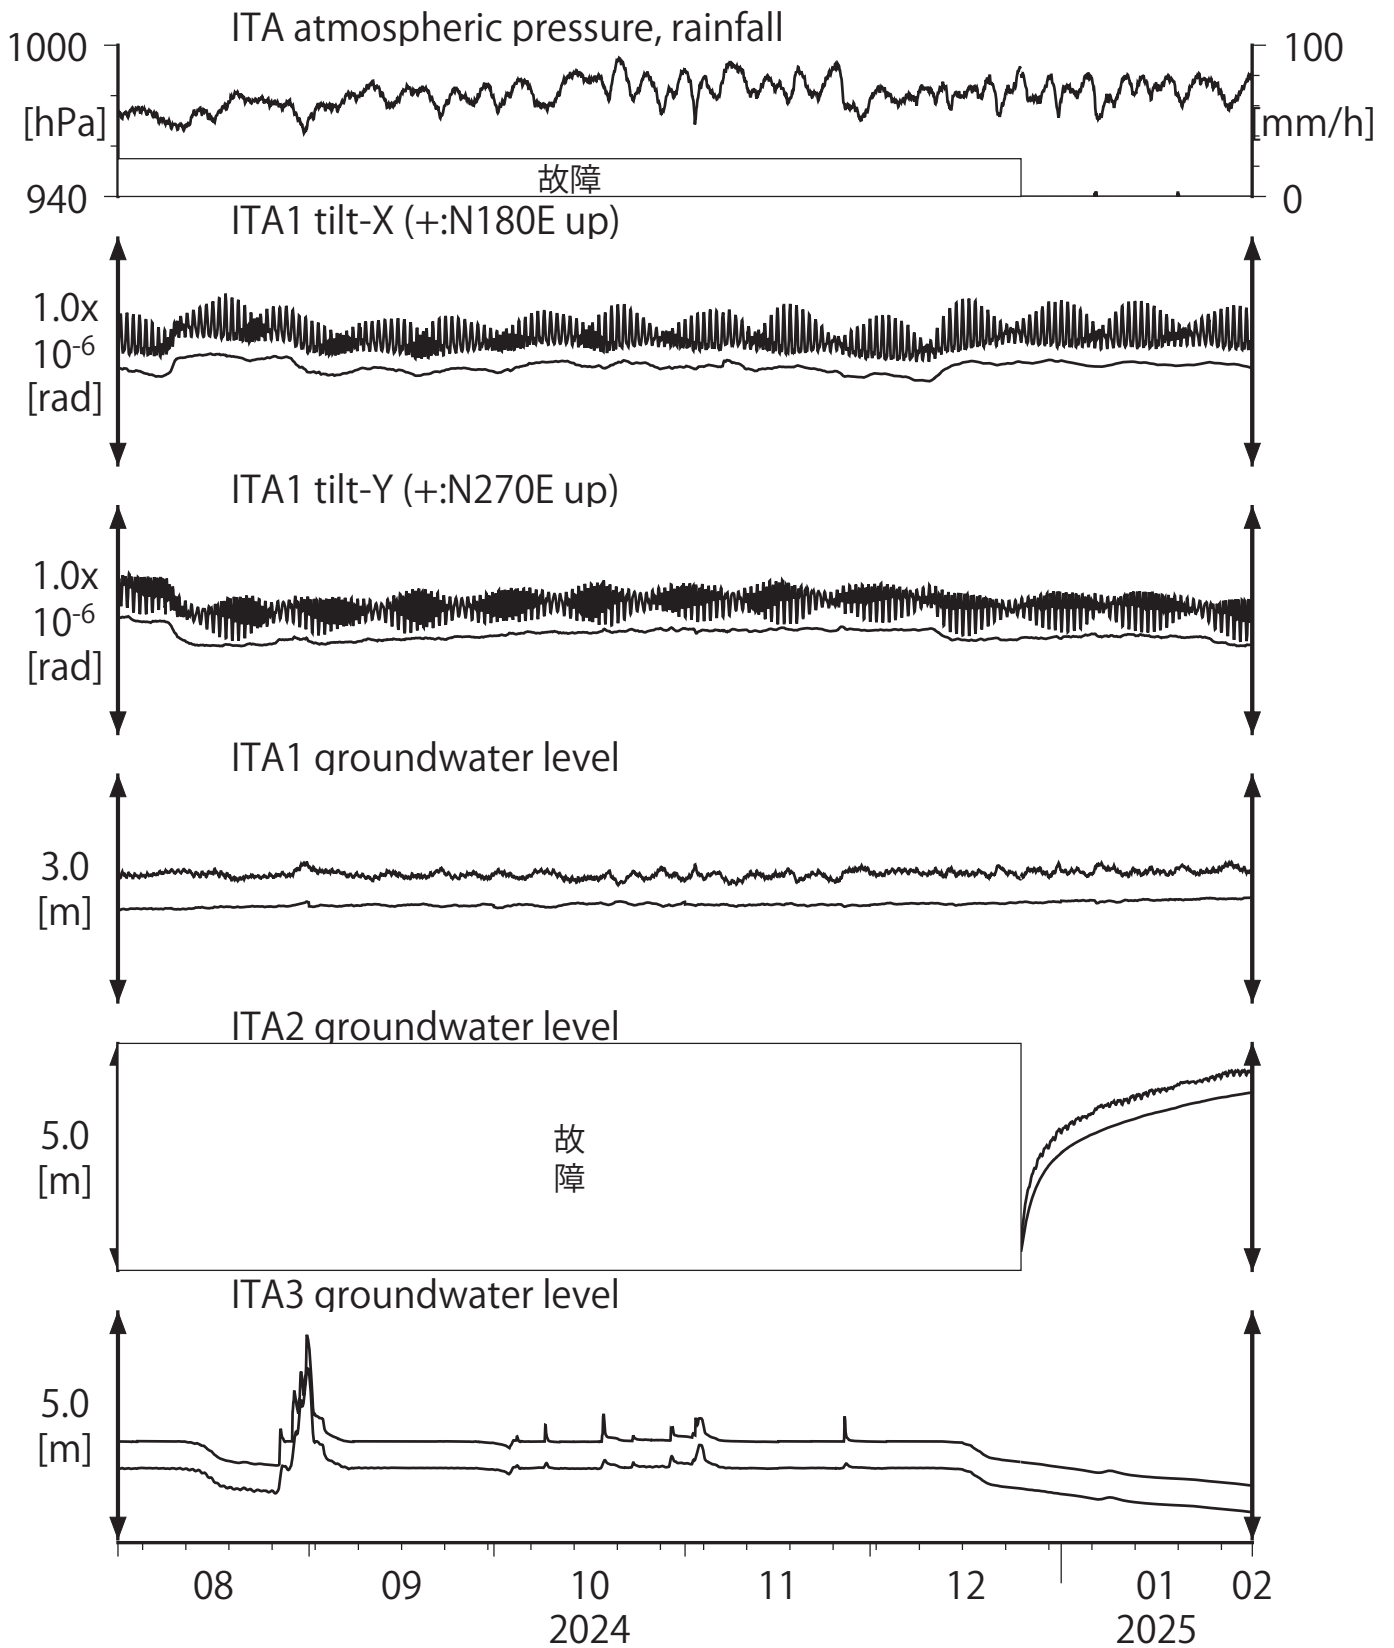 ITA atmospheric pressure, rainfall
1000
100
[hPa]
[mm/h]
故障
940
0
ITA1 tilt-X (+:N180E up)
1.0x
10-6
[rad]
ITA1 tilt-Y (+:N270E up)
1.0x
10-6
[rad]
ITA1 groundwater level
3.0
[m]
ITA2 groundwater level
5.0
[m]
故
障
ITA3 groundwater level
5.0
[m]
08 09 10 11 12 01 02
2024 2025